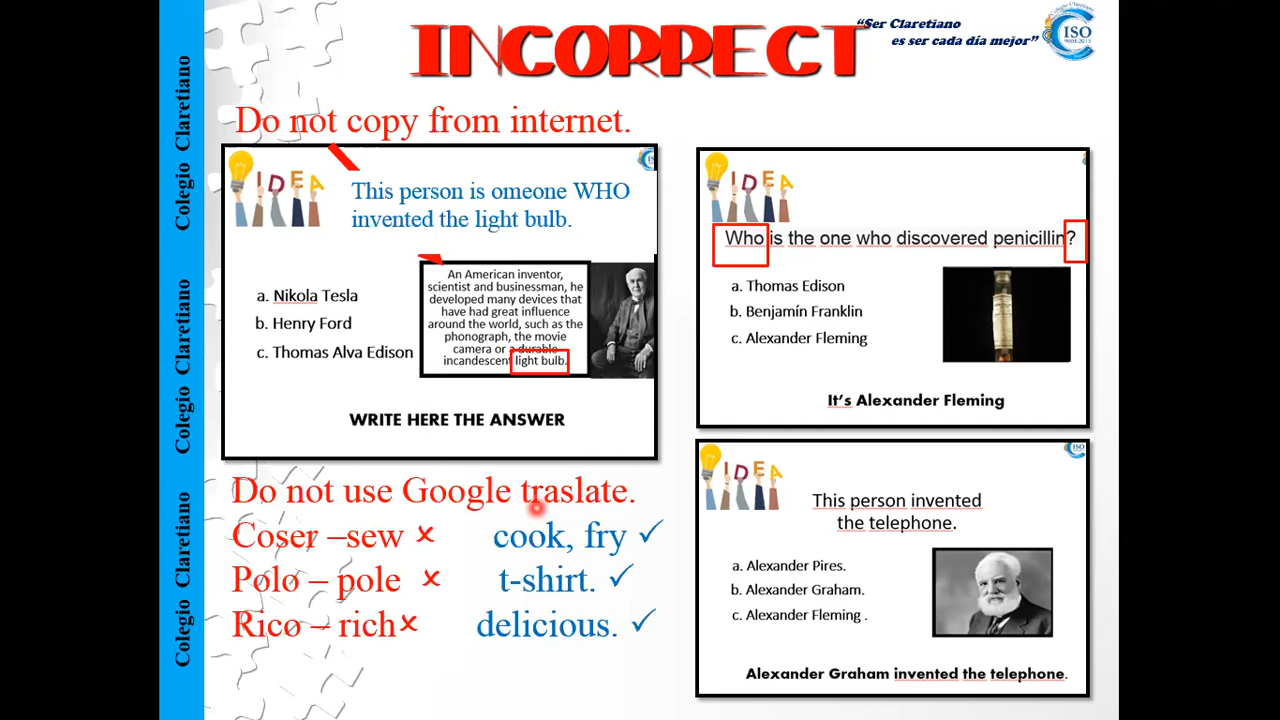 INCORRECT
“Ser Claretiano
es ser cada día mejor”
ISO
9001:2015
Colegio Claretiano
Colegio Claretiano
Colegio Claretiano
Do not copy from internet.
IDEA
This person is omeone WHO
invented the light bulb.
a. Nikola Tesla
b. Henry Ford
c. Thomas Alva Edison
An American inventor,
scientist and businessman, he
developed many devices that
have had great influence
around the world, such as the
phonograph, the movie
camera or a durable
incandescent light bulb.
WRITE HERE THE ANSWER
IDEA
Who is the one who discovered penicillin?
a. Thomas Edison
b. Benjamín Franklin
c. Alexander Fleming
It’s Alexander Fleming
Do not use Google traslate.
Coser –sew × cook, fry ✓
Polo – pole × t-shirt. ✓
Rico – rich× delicious. ✓
IDEA
ISO
This person invented
the telephone.
a. Alexander Pires.
b. Alexander Graham.
c. Alexander Fleming .
Alexander Graham invented the telephone.